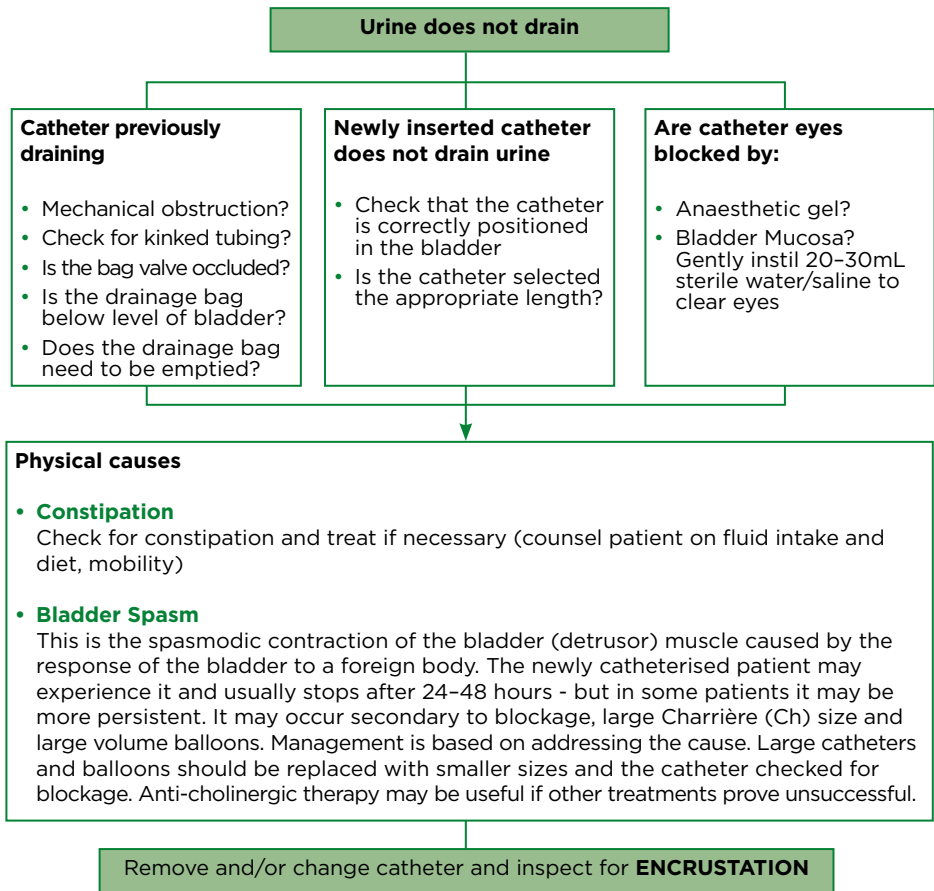 Urine does not drain
Catheter previously
draining
• Mechanical obstruction?
• Check for kinked tubing?
• Is the bag valve occluded?
• Is the drainage bag
below level of bladder?
• Does the drainage bag
need to be emptied?
Newly inserted catheter
does not drain urine
• Check that the catheter
is correctly positioned
in the bladder
• Is the catheter selected
the appropriate length?
Are catheter eyes
blocked by:
• Anaesthetic gel?
• Bladder Mucosa?
Gently instil 20–30mL
sterile water/saline to
clear eyes
Physical causes
• Constipation
Check for constipation and treat if necessary (counsel patient on fluid intake and
diet, mobility)
• Bladder Spasm
This is the spasmodic contraction of the bladder (detrusor) muscle caused by the
response of the bladder to a foreign body. The newly catheterised patient may
experience it and usually stops after 24–48 hours - but in some patients it may be
more persistent. It may occur secondary to blockage, large Charrière (Ch) size and
large volume balloons. Management is based on addressing the cause. Large catheters
and balloons should be replaced with smaller sizes and the catheter checked for
blockage. Anti-cholinergic therapy may be useful if other treatments prove unsuccessful.
Remove and/or change catheter and inspect for ENCRUSTATION